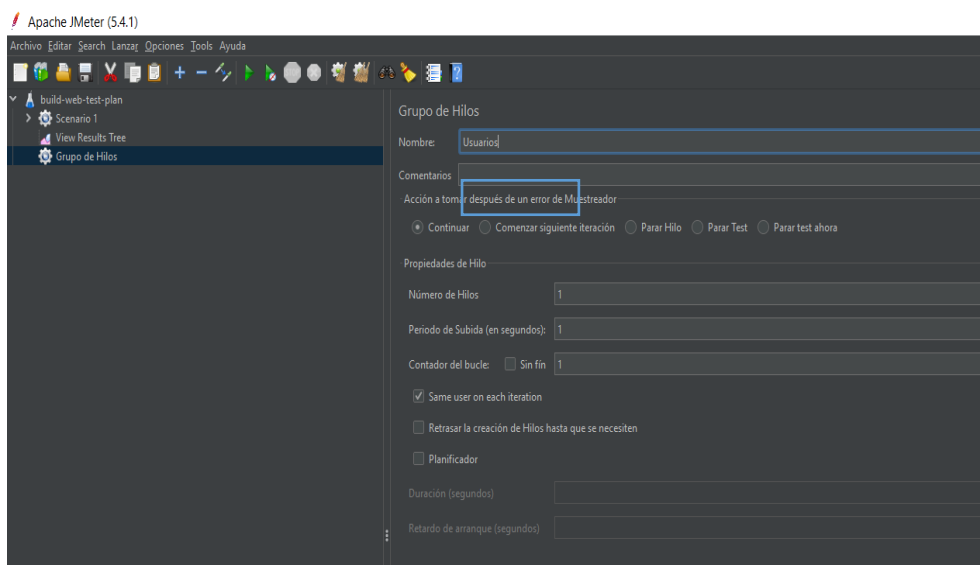 Apache JMeter (5.4.1)
Archivo Editar Search Lanzar Opciones Tools Ayuda
build-web-test-plan
Scenario 1
View Results Tree
Grupo de Hilos
Grupo de Hilos
Nombre: Usuarios
Comentarios
Acción a tomar después de un error de Muestreador
Continuar Comenzar siguiente iteración Parar Hilo Parar Test Parar test ahora
Propiedades de Hilo
Número de Hilos 1
Periodo de Subida (en segundos): 1
Contador del bucle: Sin fín 1
Same user on each iteration
Retrasar la creación de Hilos hasta que se necesiten
Planificador
Duración (segundos)
Retardo de arranque (segundos)